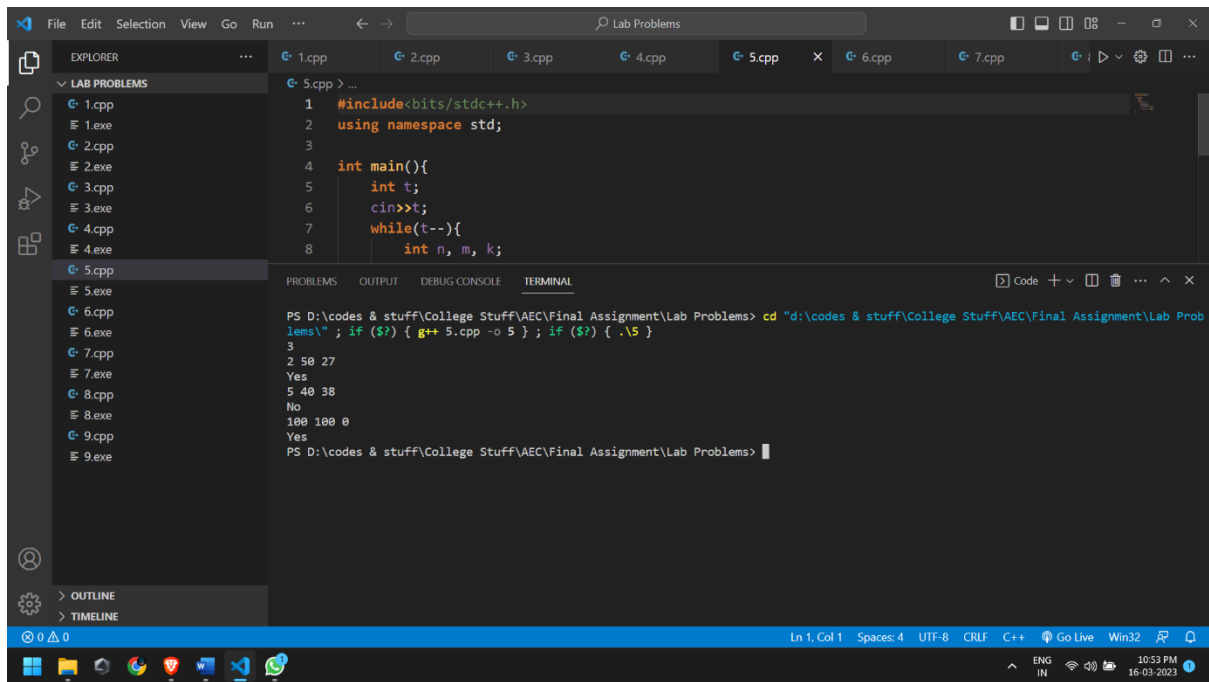 File Edit Selection View Go Run ··· Lab Problems
EXPLORER
LAB PROBLEMS
1.cpp
1.exe
2.cpp
2.exe
3.cpp
3.exe
4.cpp
4.exe
5.cpp
5.exe
6.cpp
6.exe
7.cpp
7.exe
8.cpp
8.exe
9.cpp
9.exe
OUTLINE
TIMELINE
1.cpp 2.cpp 3.cpp 4.cpp 5.cpp 6.cpp 7.cpp
5.cpp > ...
1 #include<bits/stdc++.h>
2 using namespace std;
3
4 int main(){
5 int t;
6 cin>>t;
7 while(t--){
8 int n, m, k;
PROBLEMS OUTPUT DEBUG CONSOLE TERMINAL Code
PS D:\codes & stuff\College Stuff\AEC\Final Assignment\Lab Problems> cd "d:\codes & stuff\College Stuff\AEC\Final Assignment\Lab Prob
lems\" ; if ($?) { g++ 5.cpp -o 5 } ; if ($?) { .\5 }
3
2 50 27
Yes
5 40 38
No
100 100 0
Yes
PS D:\codes & stuff\College Stuff\AEC\Final Assignment\Lab Problems>
0 0 Ln 1, Col 1 Spaces: 4 UTF-8 CRLF C++ Go Live Win32
ENG
IN
10:53 PM
16-03-2023
1